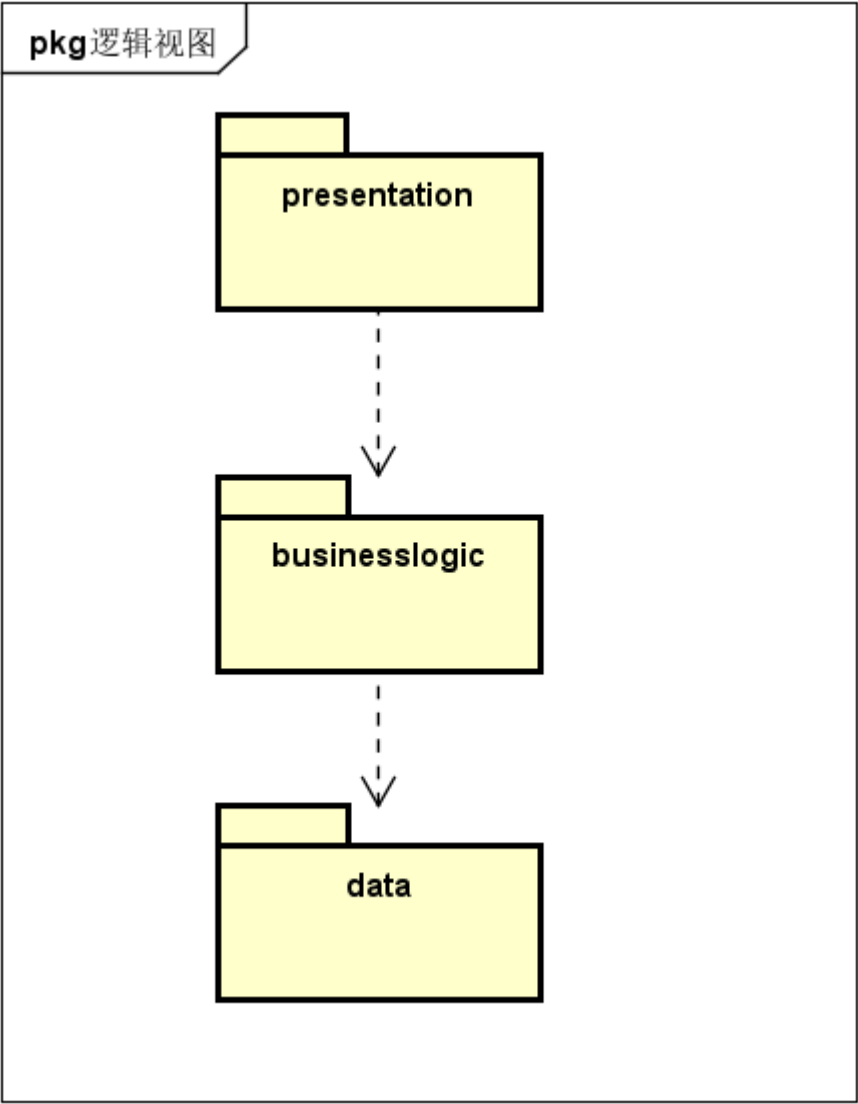 pkg逻辑视图
presentation
businesslogic
data